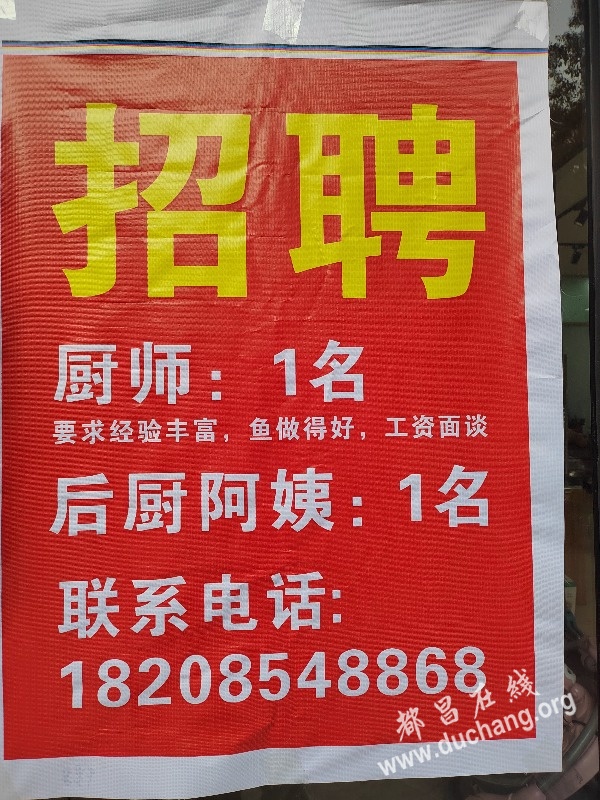 招聘
厨师：1名
要求经验丰富，鱼做得好，工资面谈
后厨阿姨：1名
联系电话:
18208548868
都昌在线
www.duchang.org